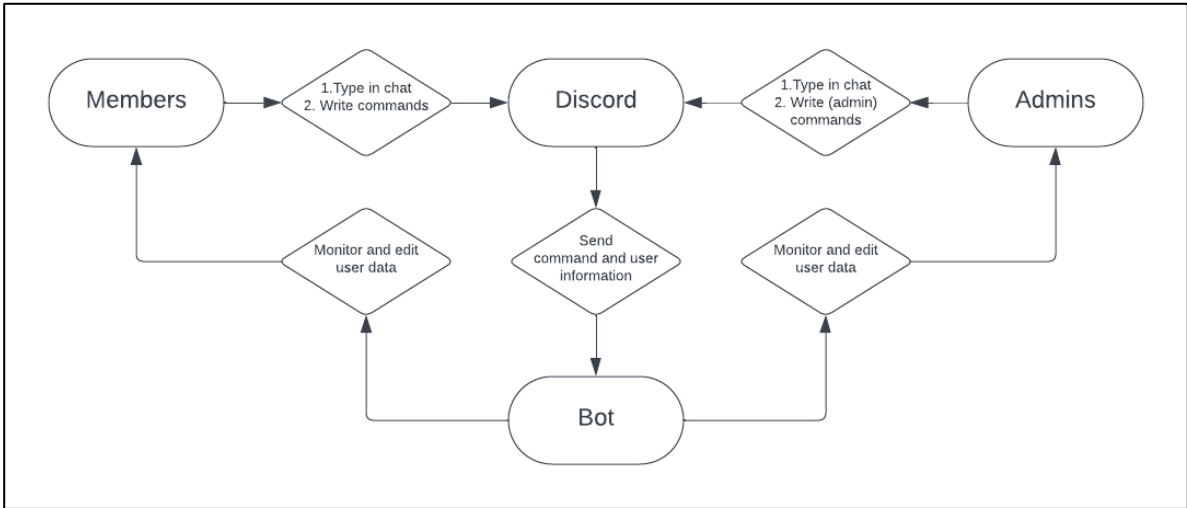 Members
1.Type in chat
2. Write commands
Discord
1.Type in chat
2. Write (admin)
commands
Admins
Monitor and edit
user data
Send
command and user
information
Monitor and edit
user data
Bot